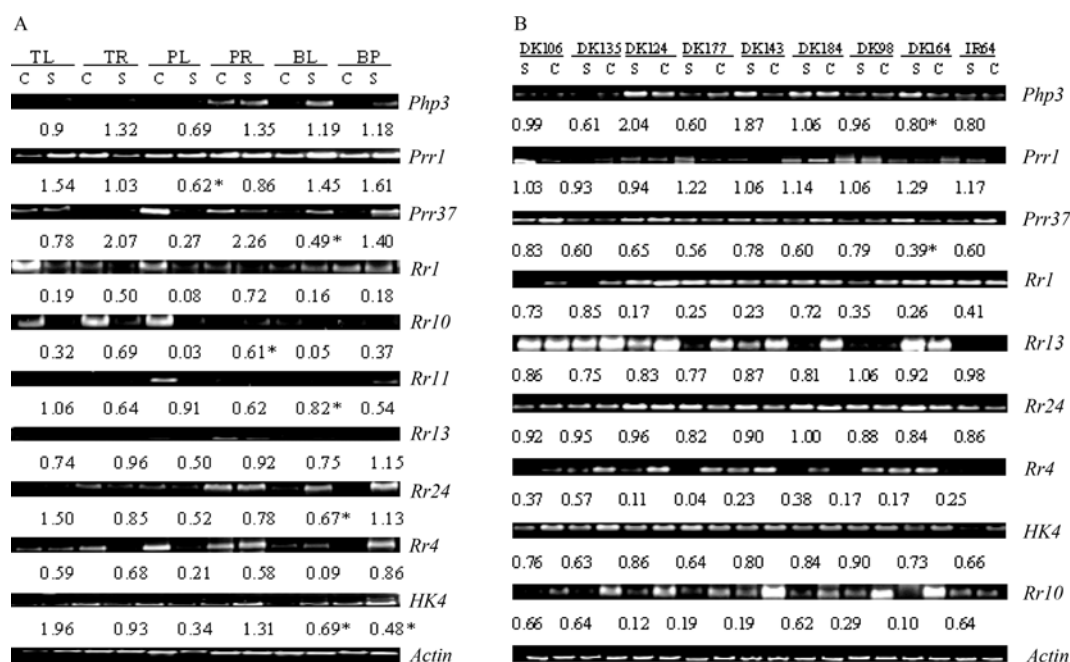 A
TL TR PL PR BL BP
C S C S C S C S C S C S
Php3
0.9 1.32 0.69 1.35 1.19 1.18
Prr1
1.54 1.03 0.62* 0.86 1.45 1.61
Prr37
0.78 2.07 0.27 2.26 0.49* 1.40
Rr1
0.19 0.50 0.08 0.72 0.16 0.18
Rr10
0.32 0.69 0.03 0.61* 0.05 0.37
Rr11
1.06 0.64 0.91 0.62 0.82* 0.54
Rr13
0.74 0.96 0.50 0.92 0.75 1.15
Rr24
1.50 0.85 0.52 0.78 0.67* 1.13
Rr4
0.59 0.68 0.21 0.58 0.09 0.86
HK4
1.96 0.93 0.34 1.31 0.69* 0.48*
Actin
B
DK106 DK135 DK124 DK177 DK143 DK184 DK98 DK164 IR64
S C S C S C S C S C S C S C S C S C
Php3
0.99 0.61 2.04 0.60 1.87 1.06 0.96 0.80* 0.80
Prr1
1.03 0.93 0.94 1.22 1.06 1.14 1.06 1.29 1.17
Prr37
0.83 0.60 0.65 0.56 0.78 0.60 0.79 0.39* 0.60
Rr1
0.73 0.85 0.17 0.25 0.23 0.72 0.35 0.26 0.41
Rr13
0.86 0.75 0.83 0.77 0.87 0.81 1.06 0.92 0.98
Rr24
0.92 0.95 0.96 0.82 0.90 1.00 0.88 0.84 0.86
Rr4
0.37 0.57 0.11 0.04 0.23 0.38 0.17 0.17 0.25
HK4
0.76 0.63 0.86 0.64 0.80 0.84 0.90 0.73 0.66
Rr10
0.66 0.64 0.12 0.19 0.19 0.62 0.29 0.10 0.64
Actin